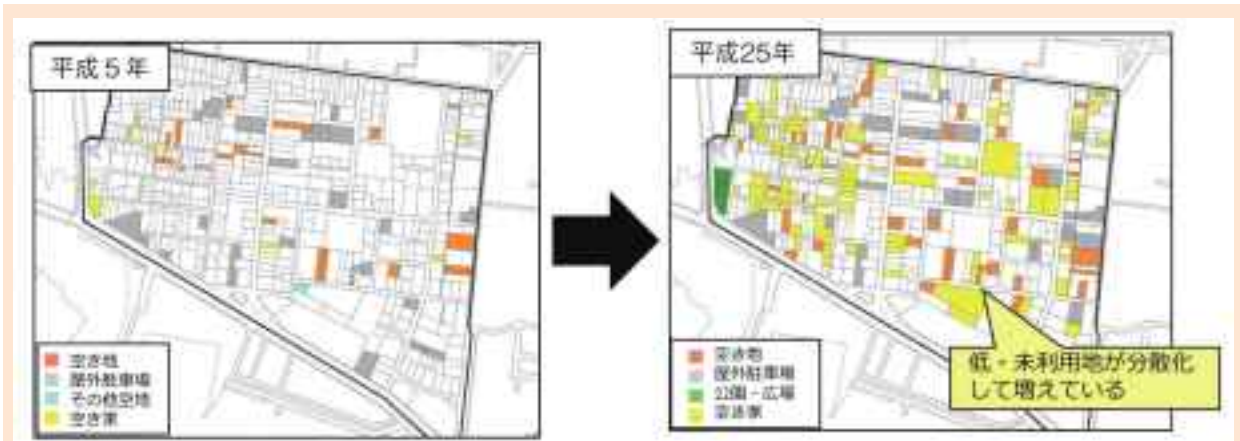 平成5年
空き地
屋外駐車場
その他空地
空き家
平成25年
空き地
屋外駐車場
公園・広場
空き家
低・未利用地が分散化
して増えている